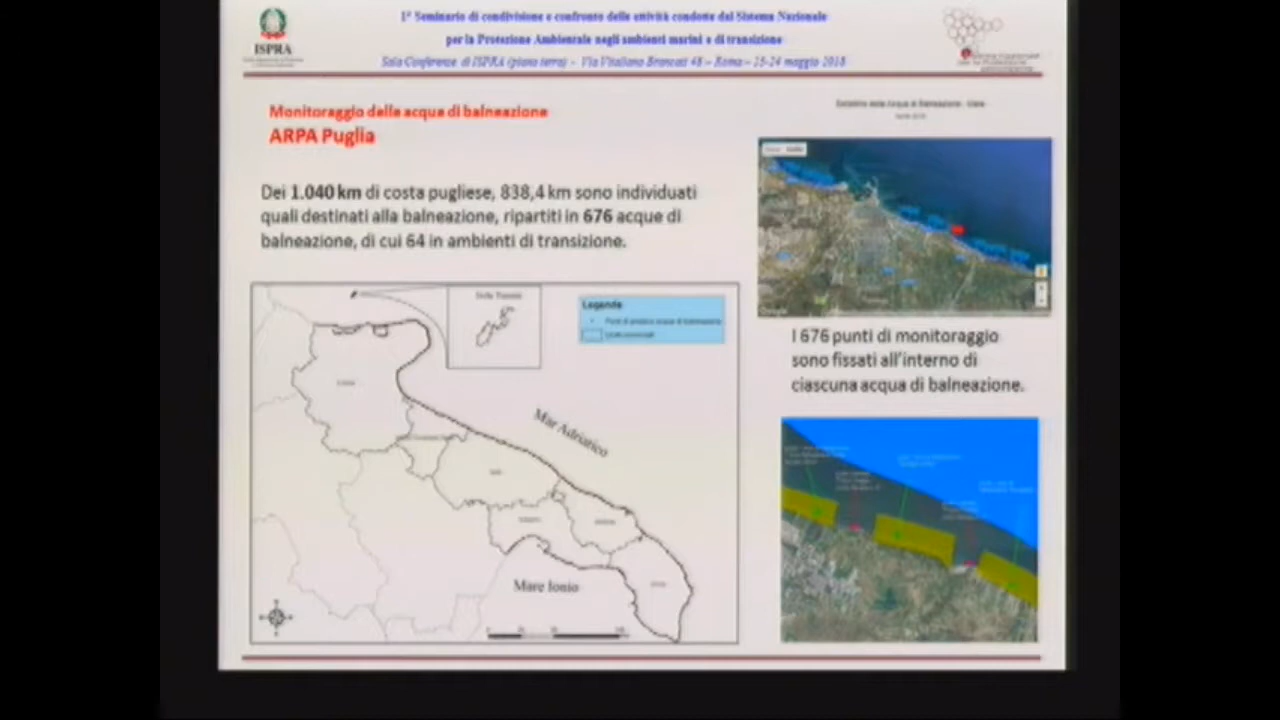 1° Seminario di condivisione e confronto delle attività condotte dal Sistema Nazionale
per la Protezione Ambientale negli ambienti marini e di transizione
Sala Conferenze di ISPRA (piano terra) - Via Vitaliano Brancati 48 – Roma – 23-24 maggio 2018
ISPRA
Monitoraggio delle acque di balneazione
ARPA Puglia
Dei 1.040 km di costa pugliese, 838,4 km sono individuati
quali destinati alla balneazione, ripartiti in 676 acque di
balneazione, di cui 64 in ambienti di transizione.
Legenda
Mar Adriatico
Mare Ionio
I 676 punti di monitoraggio
sono fissati all'interno di
ciascuna acqua di balneazione.